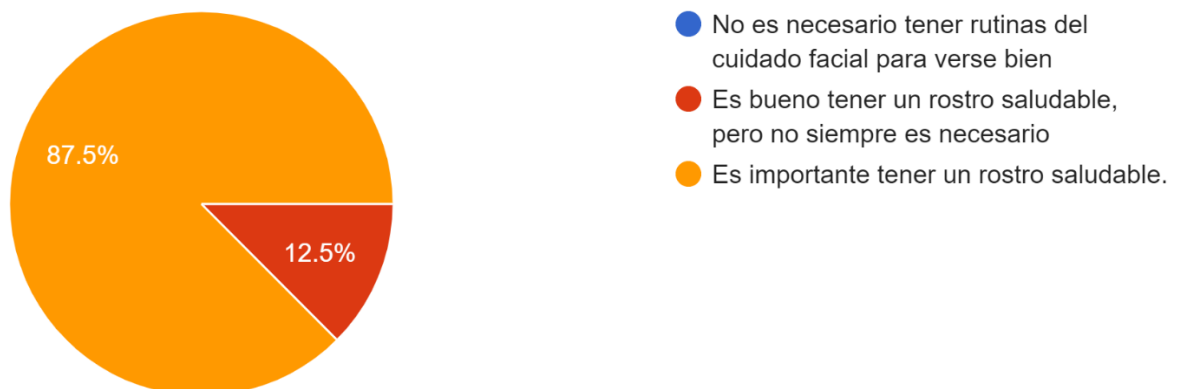 87.5%
12.5%
No es necesario tener rutinas del
cuidado facial para verse bien
Es bueno tener un rostro saludable,
pero no siempre es necesario
Es importante tener un rostro saludable.